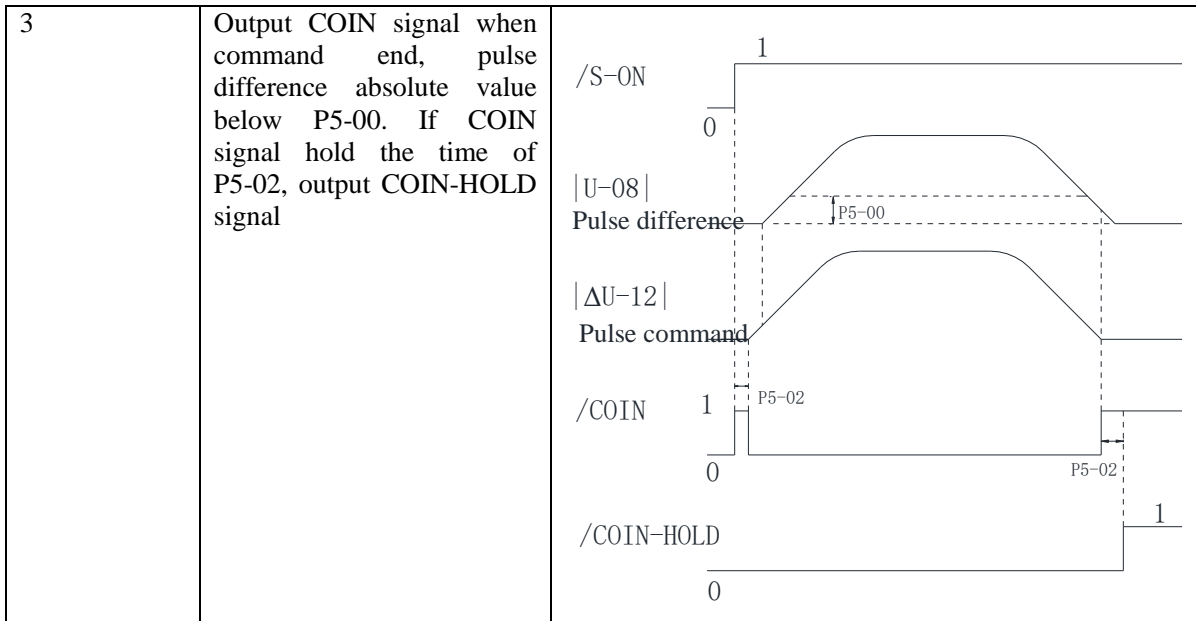 3
Output COIN signal when
command end, pulse
difference absolute value
below P5-00. If COIN
signal hold the time of
P5-02, output COIN-HOLD
signal
1
/S-ON
0
|U-08|
P5-00
Pulse difference
|ΔU-12|
Pulse command
/COIN
1
P5-02
0
P5-02
1
/COIN-HOLD
0